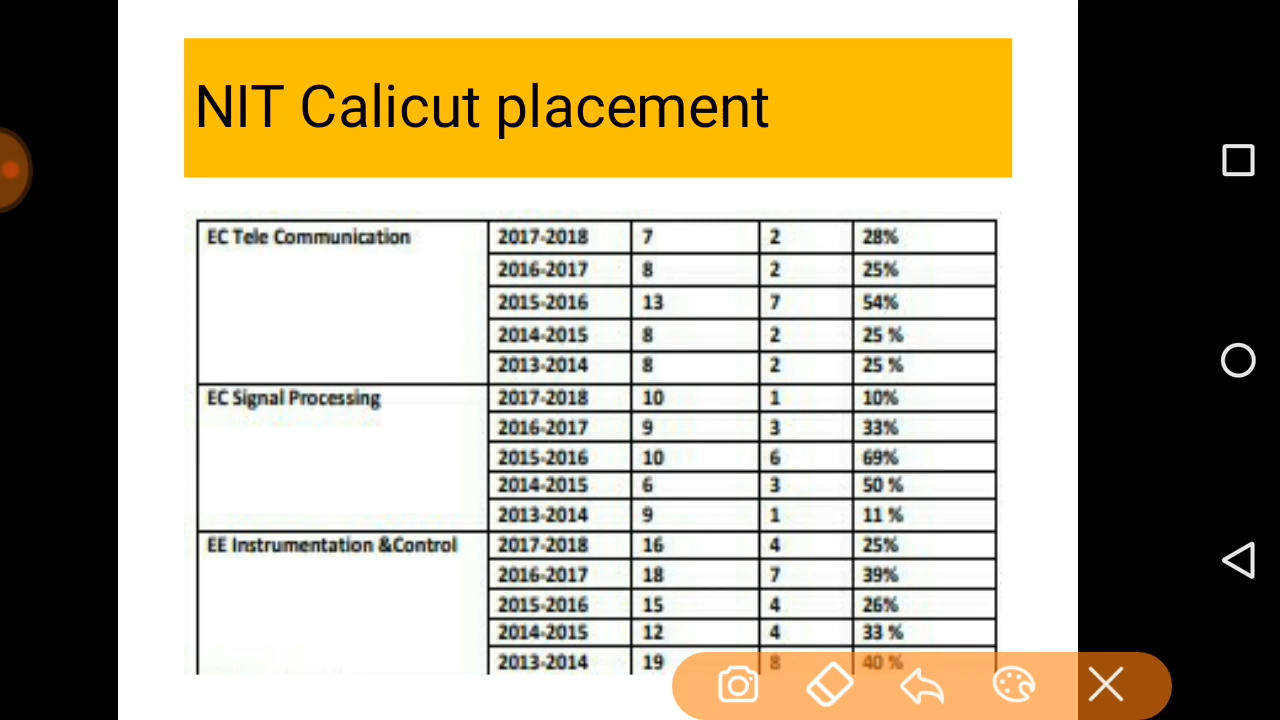 NIT Calicut placement
EC Tele Communication 2017-2018 7 2 28%
2016-2017 8 2 25%
2015-2016 13 7 54%
2014-2015 8 2 25 %
2013-2014 8 2 25 %
EC Signal Processing 2017-2018 10 1 10%
2016-2017 9 3 33%
2015-2016 10 6 69%
2014-2015 6 3 50 %
2013-2014 9 1 11 %
EE Instrumentation &Control 2017-2018 16 4 25%
2016-2017 18 7 39%
2015-2016 15 4 26%
2014-2015 12 4 33 %
2013-2014 19 8 40 %